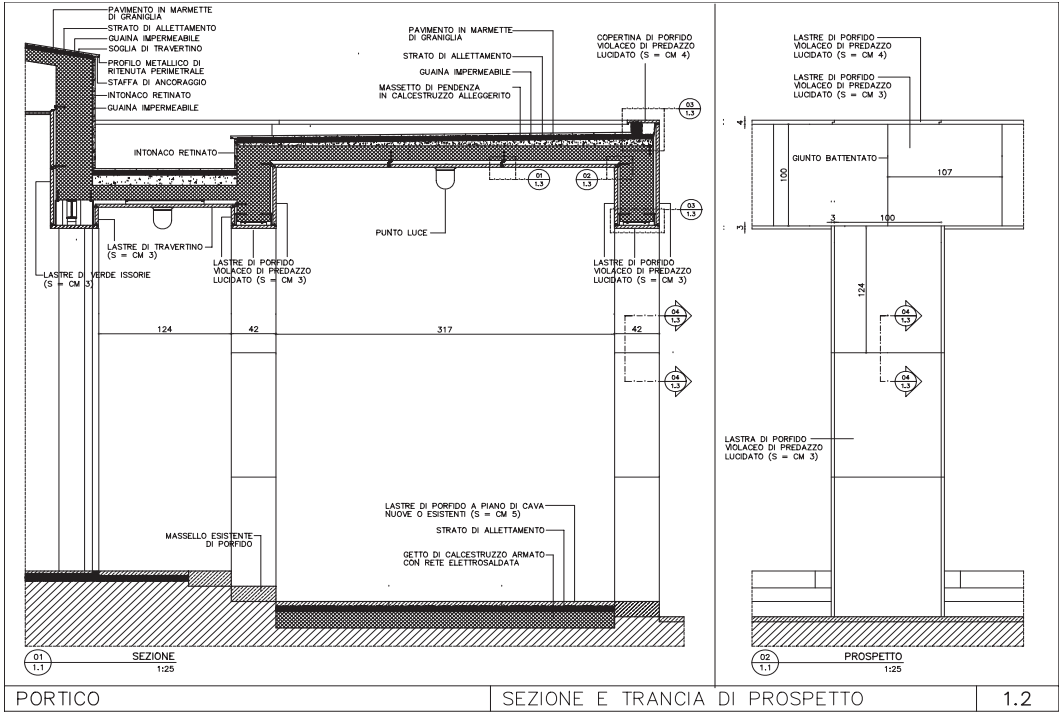 PAVIMENTO IN MARMETTE
DI GRANIGLIA
STRATO DI ALLETTAMENTO
GUAINA IMPERMEABILE
SOGLIA DI TRAVERTINO
PROFILO METALLICO DI
RITENUTA PERIMETRALE
STAFFA DI ANCORAGGIO
INTONACO RETINATO
GUAINA IMPERMEABILE
INTONACO RETINATO
PAVIMENTO IN MARMETTE
DI GRANIGLIA
STRATO DI ALLETTAMENTO
GUAINA IMPERMEABILE
MASSETTO DI PENDENZA
IN CALCESTRUZZO ALLEGGERITO
COPERTINA DI PORFIDO
VIOLACEO DI PREDAZZO
LUCIDATO (S = CM 4)
03
1.3
01
1.3
02
1.3
03
1.3
PUNTO LUCE
LASTRE DI TRAVERTINO
(S = CM 3)
LASTRE DI VERDE ISSORIE
(S = CM 3)
LASTRE DI PORFIDO
VIOLACEO DI PREDAZZO
LUCIDATO (S = CM 3)
LASTRE DI PORFIDO
VIOLACEO DI PREDAZZO
LUCIDATO (S = CM 3)
04
1.3
124
42
317
42
04
1.3
LASTRE DI PORFIDO A PIANO DI CAVA
NUOVE O ESISTENTI (S = CM 5)
STRATO DI ALLETTAMENTO
GETTO DI CALCESTRUZZO ARMATO
CON RETE ELETTROSALDATA
MASSELLO ESISTENTE
DI PORFIDO
01
1.1
SEZIONE
1:25
LASTRE DI PORFIDO
VIOLACEO DI PREDAZZO
LUCIDATO (S = CM 4)
LASTRE DI PORFIDO
VIOLACEO DI PREDAZZO
LUCIDATO (S = CM 3)
4
GIUNTO BATTENTATO
100
107
3
3
100
124
04
1.3
04
1.3
LASTRA DI PORFIDO
VIOLACEO DI PREDAZZO
LUCIDATO (S = CM 3)
02
1.1
PROSPETTO
1:25
PORTICO
SEZIONE E TRANCIA DI PROSPETTO
1.2